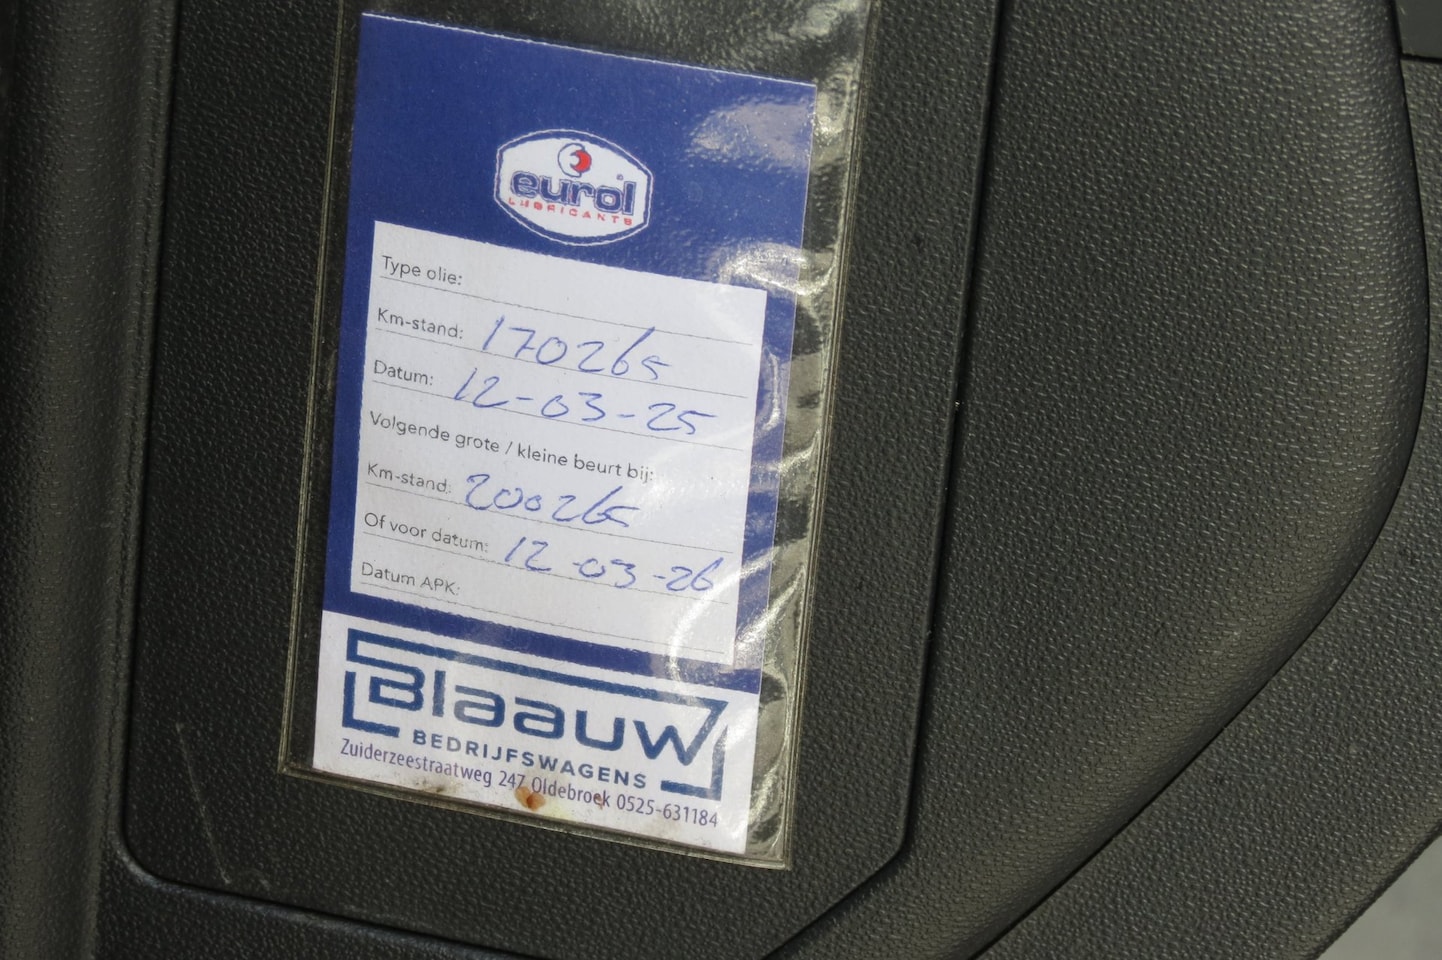 eurol
LUBRICANTS
Type olie:
Km-stand: 170265
Datum: 12-03-25
Volgende grote / kleine beurt bij:
Km-stand: 200265
Of voor datum: 12-03-26
Datum APK:
Blaauw
BEDRIJFSWAGENS
Zuiderzeestraatweg 247 Oldebroek 0525-631184